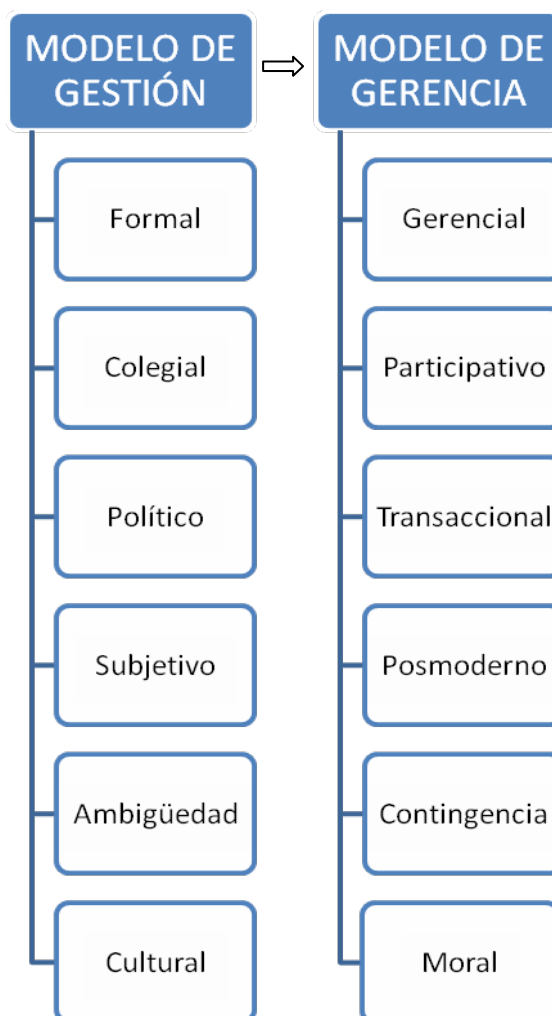 MODELO DE
GESTIÓN
Formal
Colegial
Político
Subjetivo
Ambigüedad
Cultural
MODELO DE
GERENCIA
Gerencial
Participativo
Transaccional
Posmoderno
Contingencia
Moral